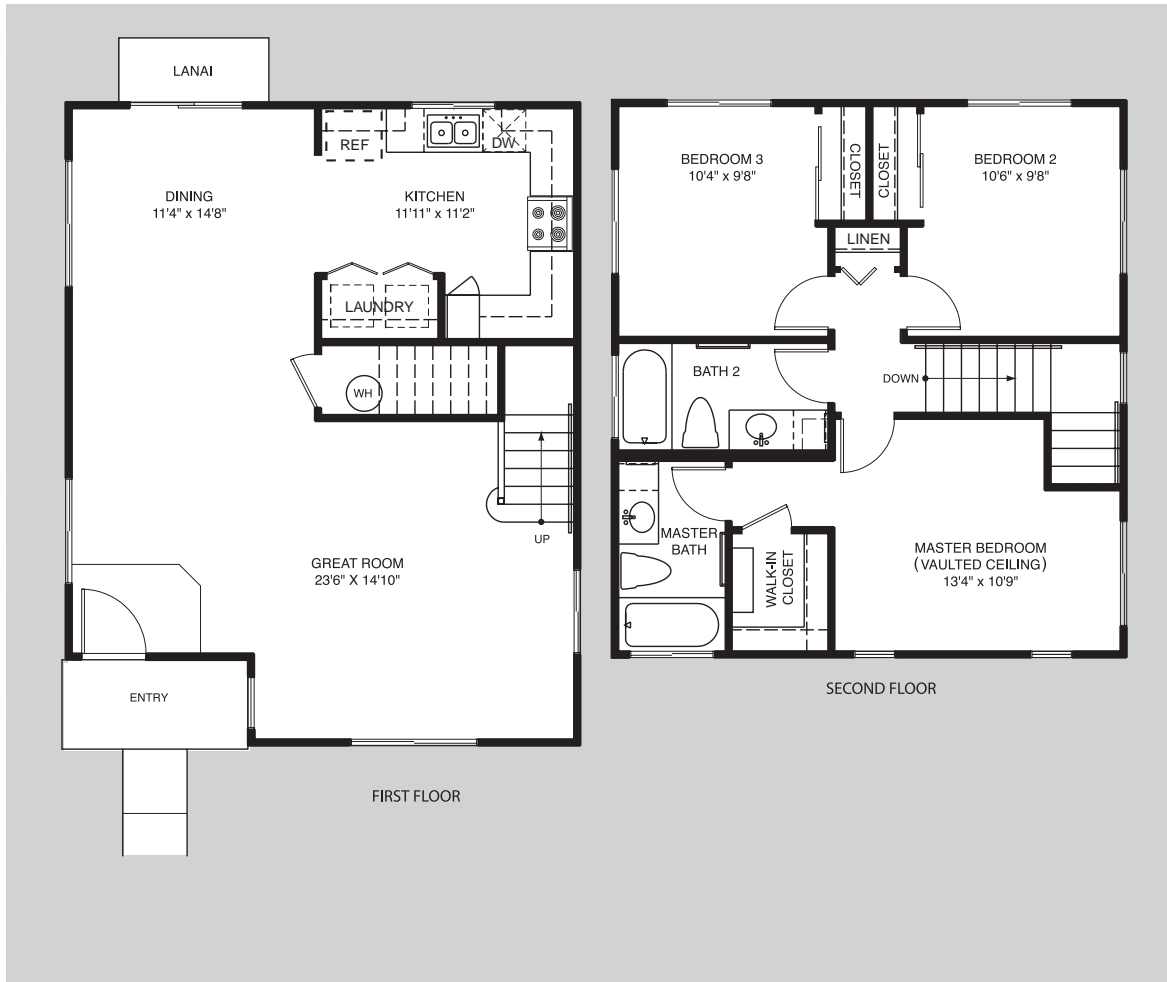 LANAI
REF
DW
DINING
11'4" x 14'8"
KITCHEN
11'11" x 11'2"
LAUNDRY
WH
UP
GREAT ROOM
23'6" X 14'10"
ENTRY
FIRST FLOOR
BEDROOM 3
10'4" x 9'8"
CLOSET
CLOSET
BEDROOM 2
10'6" x 9'8"
LINEN
BATH 2
DOWN
MASTER
BATH
WALK-IN
CLOSET
MASTER BEDROOM
(VAULTED CEILING)
13'4" x 10'9"
SECOND FLOOR